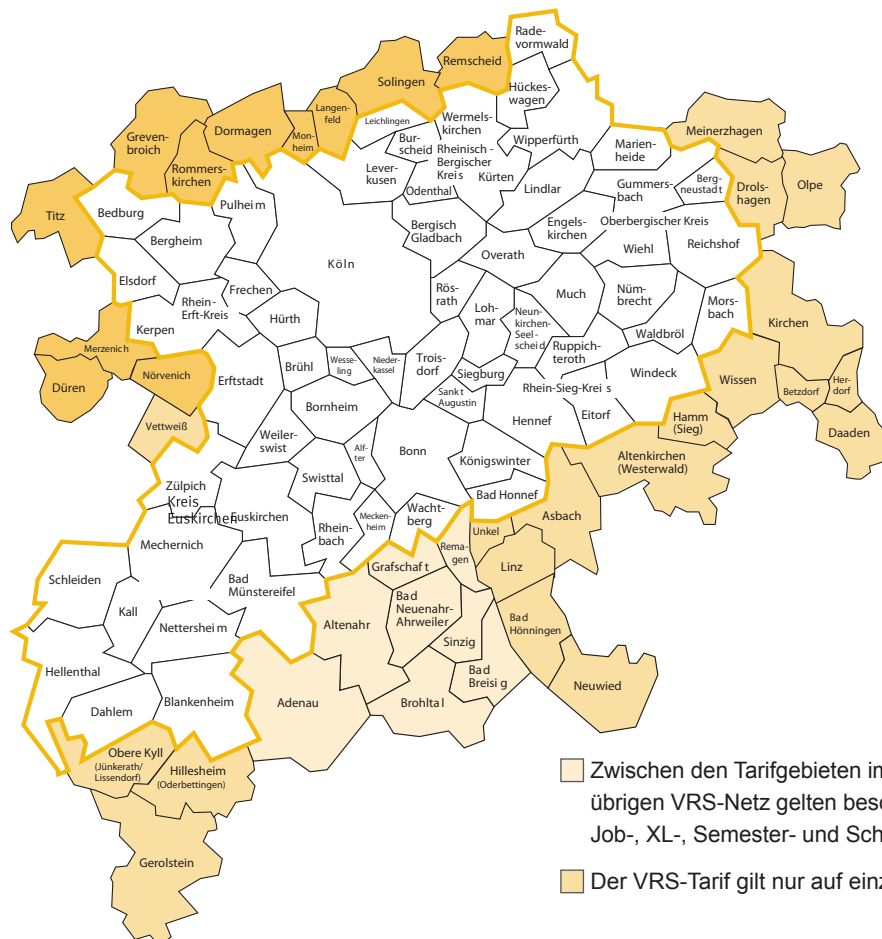 Rade-
vormwald
Remscheid
Solingen
Hückes-
wagen
Langen-
feld
Leichlingen
Wermels-
kirchen
Meinerzhagen
Dormagen
Mon-
heim
Bur-
scheid
Wipperfürth
Marien-
heide
Greven-
broich
Rommers-
kirchen
Lever-
kusen
Rheinisch-
Bergischer
Kreis
Kürten
Odenthal
Lindlar
Gummers-
bach
Berg-
neustadt
Drols-
hagen
Olpe
Titz
Bedburg
Pulheim
Bergheim
Köln
Bergisch
Gladbach
Engels-
kirchen
Oberbergischer Kreis
Overath
Wiehl
Reichshof
Elsdorf
Frechen
Rhein-
Erft-Kreis
Hürth
Rös-
rath
Loh-
mar
Neun-
kirchen-
Seel-
scheid
Much
Nüm-
brecht
Mors-
bach
Kirchen
Kerpen
Merzenich
Waldbröl
Ruppich-
teroth
Düren
Nörvenich
Erftstadt
Brühl
Wesse-
ling
Nieder-
kassel
Trois-
dorf
Siegburg
Windeck
Wissen
Betzdorf
Her-
dorf
Rhein-Sieg-Kreis
Sankt
Augustin
Bornheim
Hennef
Eitorf
Hamm
(Sieg)
Daaden
Vettweiß
Weilers-
wist
Alf-
ter
Bonn
Königswinter
Altenkirchen
(Westerwald)
Swisttal
Bad Honnef
Zülpich
Kreis
Euskirchen
Euskirchen
Rhein-
bach
Mecken-
heim
Wacht-
berg
Asbach
Mechernich
Unkel
Rema-
gen
Grafschaft
Linz
Schleiden
Bad
Münstereifel
Kall
Bad
Neuenahr-
Ahrweiler
Altenahr
Nettersheim
Sinzig
Bad
Hönningen
Hellenthal
Bad
Breisig
Neuwied
Blankenheim
Adenau
Brohltal
Dahlem
Obere Kyll
(Jünkerath/
Lissendorf)
Hillesheim
(Oderbettingen)
Gerolstein
Zwischen den Tarifgebieten in
übrigen VRS-Netz gelten bes
Job-, XL-, Semester- und Sch
Der VRS-Tarif gilt nur auf einz